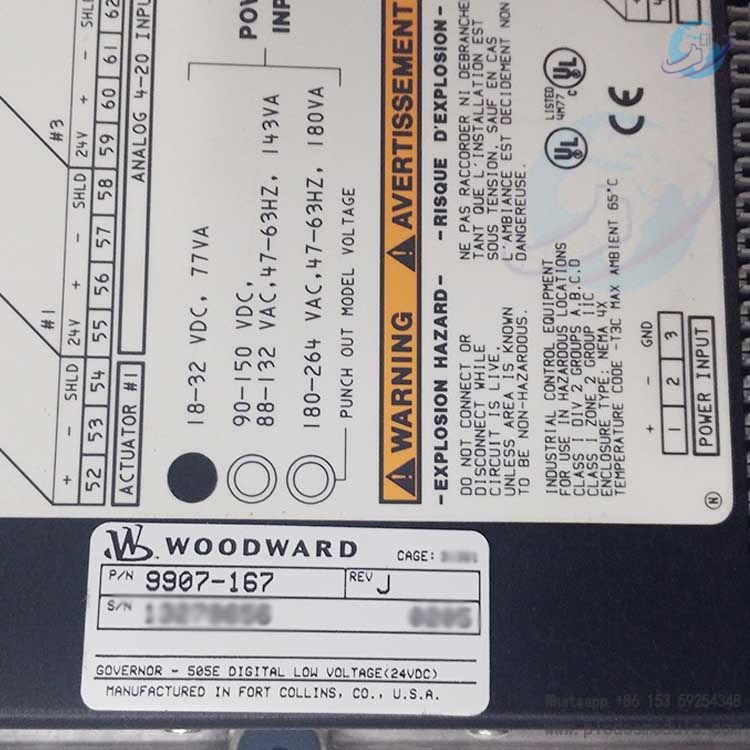 WOODWARD
CAGE:
P/N 9907-167
REV J
S/N
GOVERNOR - 505E DIGITAL LOW VOLTAGE(24VDC)
MANUFACTURED IN FORT COLLINS, CO., U.S.A.
52 53 54 55 56 57 58 59 60 61 62
+ - SHLD 24V + - SHLD 24V + - SHLD
#1
#3
ACTUATOR #1
ANALOG 4-20 INPU
18-32 VDC, 77VA
90-150 VDC,
88-132 VAC,47-63HZ, 143VA
180-264 VAC,47-63HZ, 180VA
PUNCH OUT MODEL VOLTAGE
WARNING
AVERTISSEMENT
-EXPLOSION HAZARD-
-RISQUE D'EXPLOSION-
DO NOT CONNECT OR
DISCONNECT WHILE
CIRCUIT IS LIVE,
UNLESS AREA IS KNOWN
TO BE NON-HAZARDOUS.
NE PAS RACCORDER NI DEBRANCHE
TANT QUE L'INSTALLATION EST
SOUS TENSION, SAUF EN CAS
L'AMBIANCE EST DECIDEMENT NON
DANGEREUSE.
UL
LISTED
4M77
C UL
CE
INDUSTRIAL CONTROL EQUIPMENT
FOR USE IN HAZARDOUS LOCATIONS
CLASS I DIV 2 GROUPS A,B,C,D
CLASS I ZONE 2 GROUP IIC
ENCLOSURE TYPE: NEMA 4X
TEMPERATURE CODE -T3C MAX AMBIENT 65°C
+ - GND
1 2 3
POWER INPUT
N
Whatsapp +86 153 59254348
www.plcdcsmodule.com